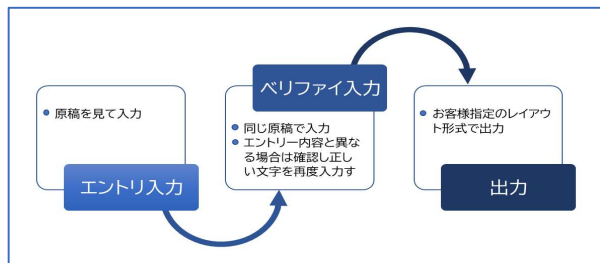 原稿を見て入力
エントリ入力
ベリファイ入力
同じ原稿で入力
エントリー内容と異な
る場合は確認し正し
い文字を再度入力す
お客様指定のレイアウ
ト形式で出力
出力